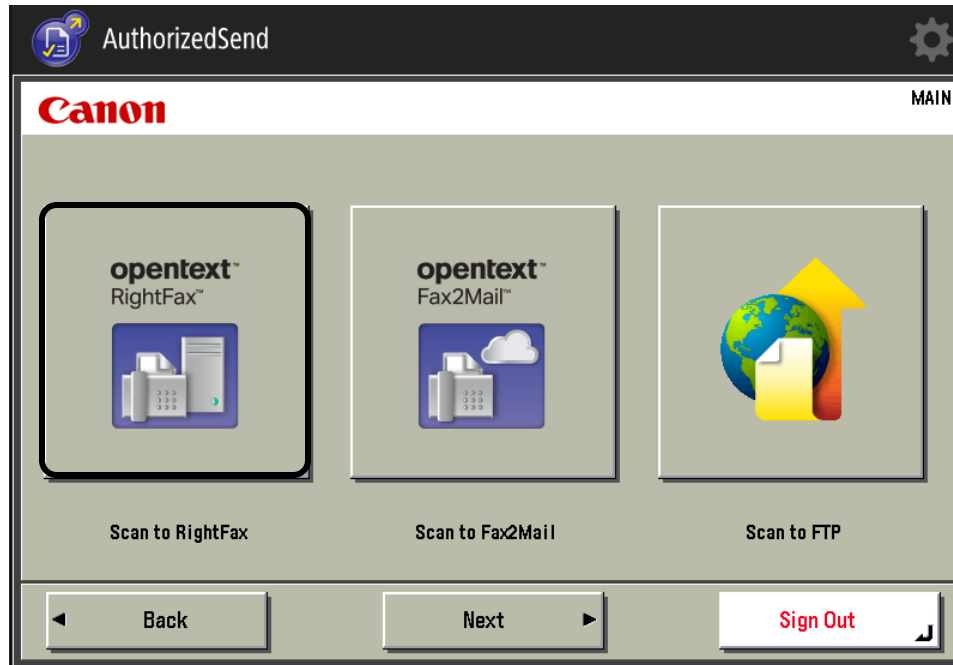 AuthorizedSend
Canon
MAIN
opentext™
RightFax™
opentext™
Fax2Mail™
Scan to RightFax
Scan to Fax2Mail
Scan to FTP
Back
Next
Sign Out